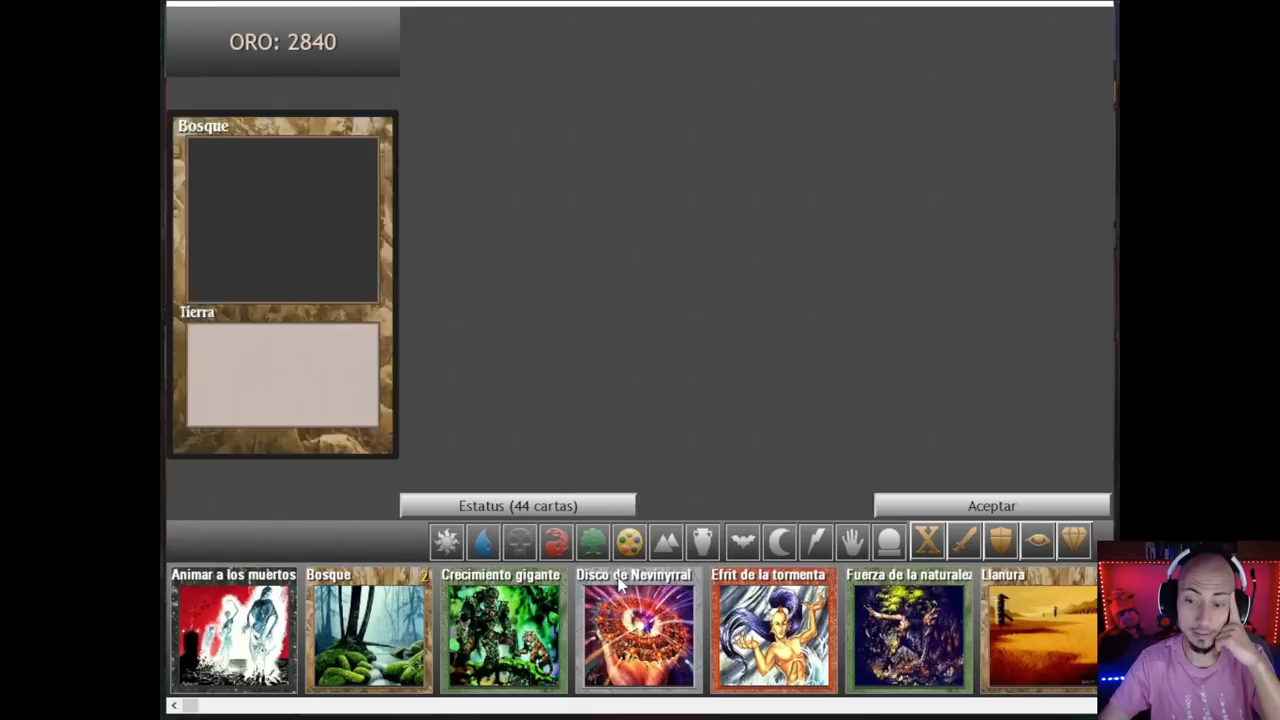 ORO: 2840
Bosque
Tierra
Estatus (44 cartas)
Aceptar
X
Animar a los muertos
Bosque 2
Crecimiento gigante
Disco de Nevinyrral
Efrit de la tormenta
Fuerza de la naturalez
Llanura